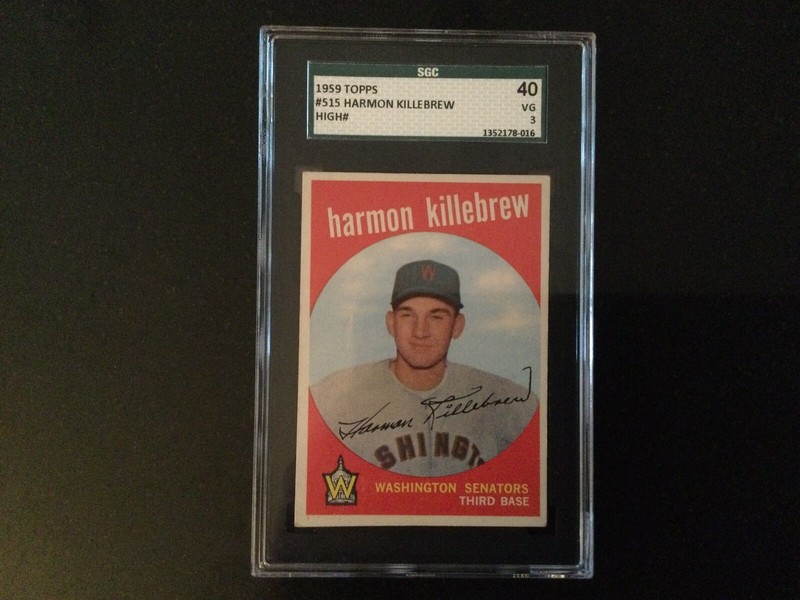 SGC
1959 TOPPS 40
#515 HARMON KILLEBREW VG
HIGH# 3
1352178-016
harmon killebrew
W
Harmon Killebrew
SHINGT
W
WASHINGTON SENATORS
THIRD BASE